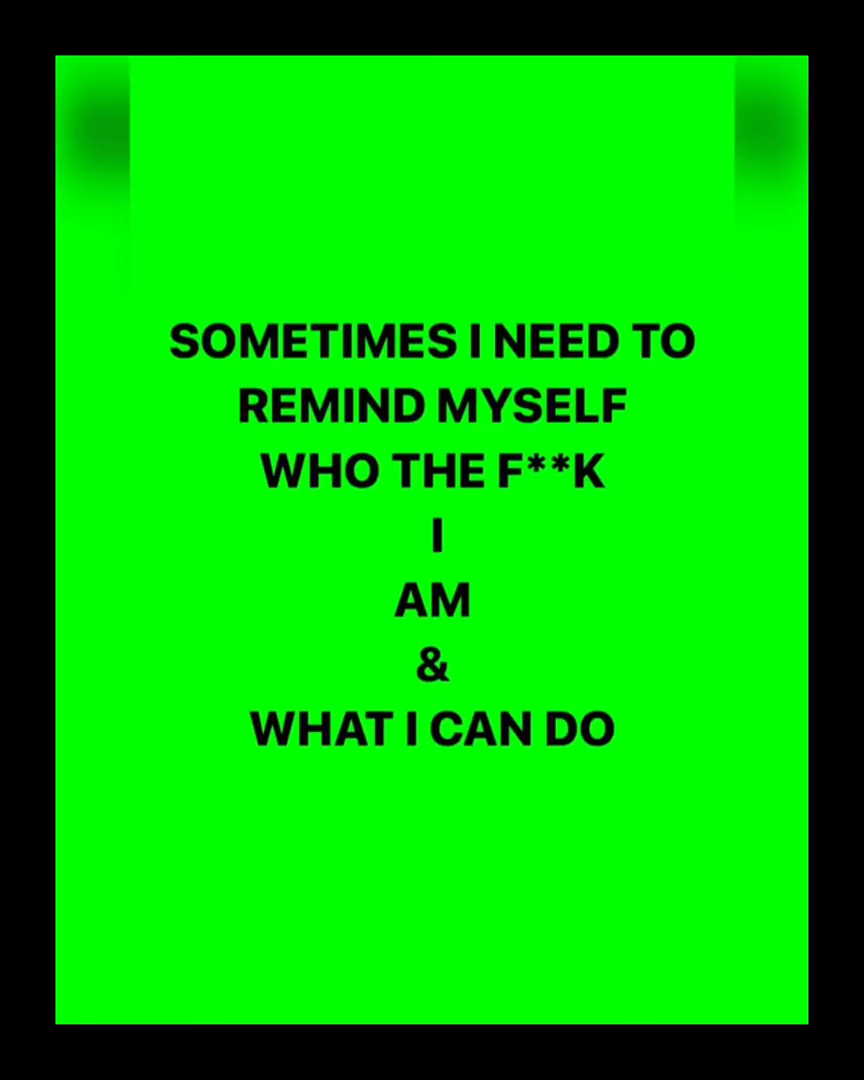 SOMETIMES I NEED TO
REMIND MYSELF
WHO THE F**K
I
AM
&
WHAT I CAN DO